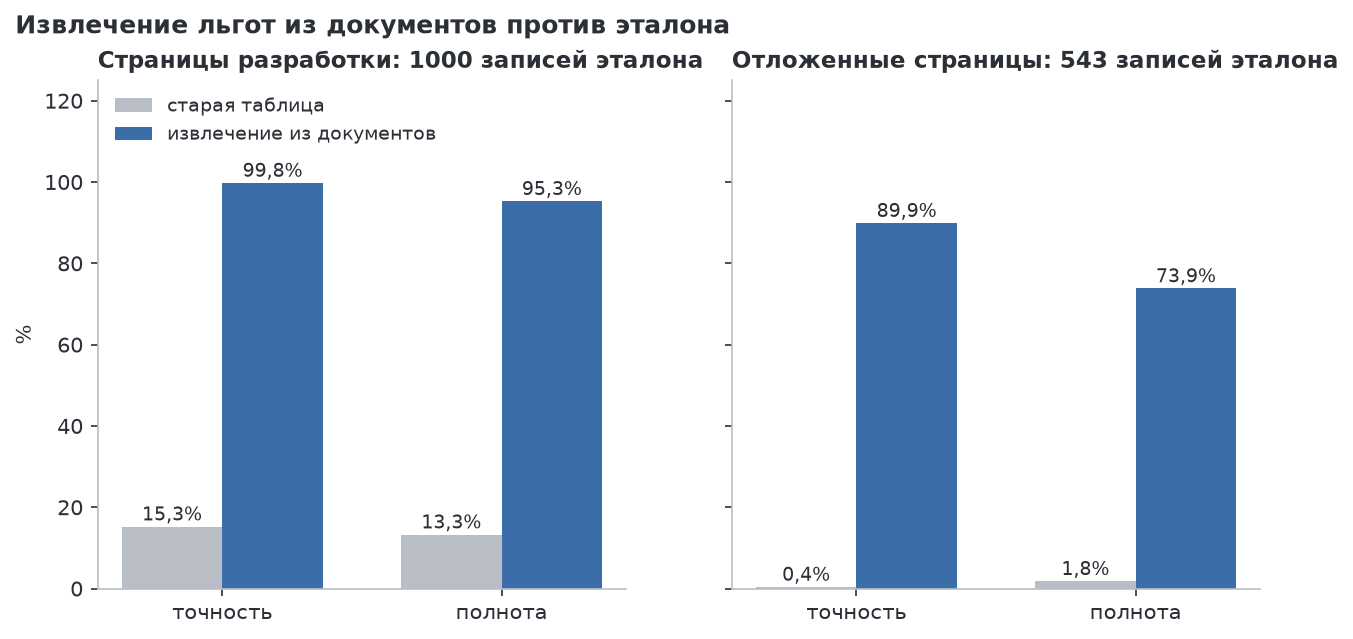 Извлечение льгот из документов против эталона
Страницы разработки: 1000 записей эталона
Отложенные страницы: 543 записей эталона
старая таблица
извлечение из документов
%
120
100
80
60
40
20
0
99,8%
95,3%
15,3%
13,3%
точность
полнота
89,9%
73,9%
0,4%
1,8%
точность
полнота